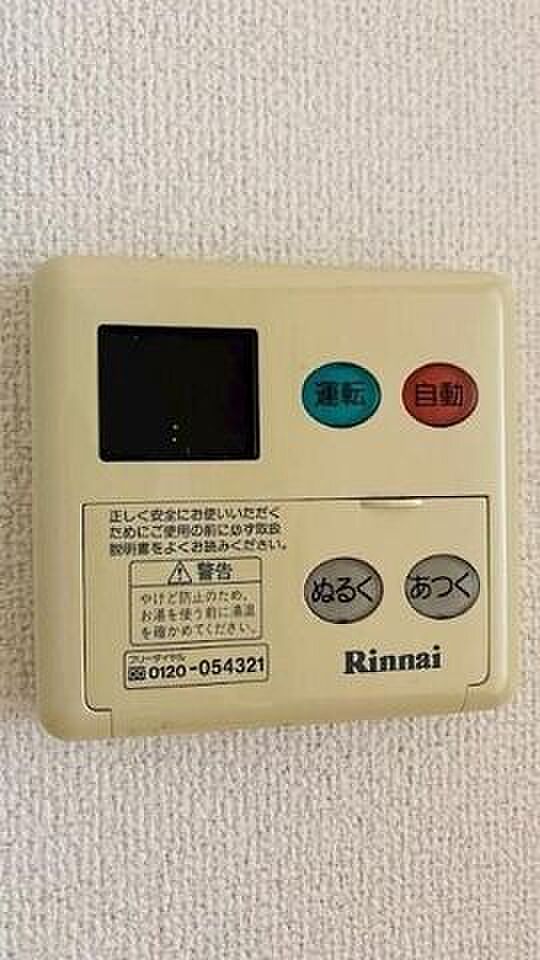 運転 自動
正しく安全にお使いいただく
ためにご使用の前に必ず取扱
説明書をよくお読みください。
警告
やけど防止のため、
お湯を使う前に湯温
を確かめてください。
フリーダイヤル
0120-054321
ぬるく あつく
Rinnai